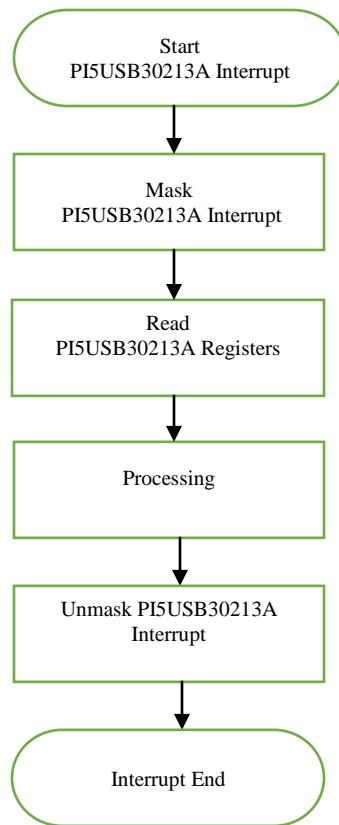 Start
PI5USB30213A Interrupt
Mask
PI5USB30213A Interrupt
Read
PI5USB30213A Registers
Processing
Unmask PI5USB30213A
Interrupt
Interrupt End